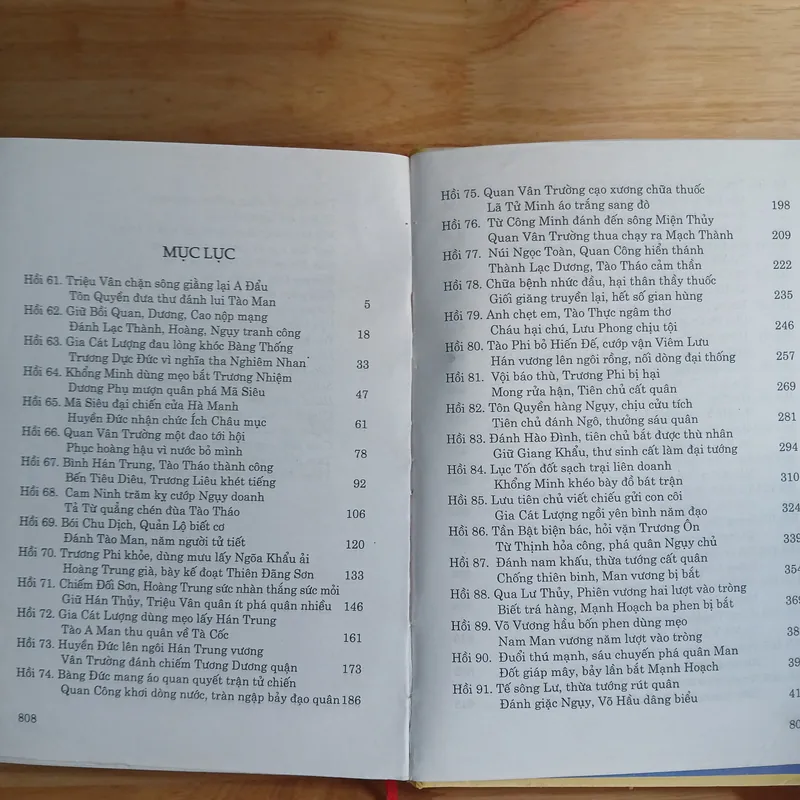 MỤC LỤC
Hồi 61. Triệu Vân chặn sông giằng lại A Đẩu
Tôn Quyền đưa thư đánh lui Tào Man 5
Hồi 62. Giữ Bồi Quan, Dương, Cao nộp mạng
Đánh Lạc Thành, Hoàng, Ngụy tranh công 18
Hồi 63. Gia Cát Lượng đau lòng khóc Bàng Thống
Trương Dực Đức vì nghĩa tha Nghiêm Nhan 33
Hồi 64. Khổng Minh dùng mẹo bắt Trương Nhiệm
Dương Phụ mượn quân phá Mã Siêu 47
Hồi 65. Mã Siêu đại chiến cửa Hà Manh
Huyền Đức nhận chức Ích Châu mục 61
Hồi 66. Quan Vân Trường một đao tới hội
Phục hoàng hậu vì nước bỏ mình 78
Hồi 67. Bình Hán Trung, Tào Tháo thành công
Bến Tiêu Diêu, Trương Liêu khét tiếng 92
Hồi 68. Cam Ninh trăm kỵ cướp Ngụy doanh
Tả Từ quẳng chén đùa Tào Tháo 106
Hồi 69. Bói Chu Dịch, Quản Lộ biết cơ
Đánh Tào Man, năm người tử tiết 120
Hồi 70. Trương Phi khỏe, dùng mưu lấy Ngõa Khẩu ải
Hoàng Trung già, bày kế đoạt Thiên Đãng Sơn 133
Hồi 71. Chiếm Đối Sơn, Hoàng Trung sức nhàn thắng sức mỏi
Giữ Hán Thủy, Triệu Vân quân ít phá quân nhiều 146
Hồi 72. Gia Cát Lượng dùng mẹo lấy Hán Trung
Tào A Man thu quân về Tà Cốc 161
Hồi 73. Huyền Đức lên ngôi Hán Trung vương
Vân Trường đánh chiếm Tương Dương quận 173
Hồi 74. Bàng Đức mang áo quan quyết trận tử chiến
Quan Công khơi dòng nước, tràn ngập bảy đạo quân 186
808
Hồi 75. Quan Vân Trường cạo xương chữa thuốc
Lã Tử Minh áo trắng sang đò 198
Hồi 76. Từ Công Minh đánh đến sông Miện Thủy
Quan Vân Trường thua chạy ra Mạch Thành 209
Hồi 77. Núi Ngọc Toàn, Quan Công hiển thánh
Thành Lạc Dương, Tào Tháo cảm thần 222
Hồi 78. Chữa bệnh nhức đầu, hại thân thầy thuốc
Giối giăng truyền lại, hết số gian hùng 235
Hồi 79. Anh chẹt em, Tào Thực ngâm thơ
Cháu hại chú, Lưu Phong chịu tội 246
Hồi 80. Tào Phi bỏ Hiến Đế, cướp vận Viêm Lưu
Hán vương lên ngôi rồng, nối dòng đại thống 257
Hồi 81. Vội báo thù, Trương Phi bị hại
Mong rửa hận, Tiên chủ cất quân 269
Hồi 82. Tôn Quyền hàng Ngụy, chịu cửu tích
Tiên chủ đánh Ngô, thưởng sáu quân 281
Hồi 83. Đánh Hào Đình, tiên chủ bắt được thù nhân
Giữ Giang Khẩu, thư sinh cất làm đại tướng 294
Hồi 84. Lục Tốn đốt sạch trại liên doanh
Khổng Minh khéo bày đồ bát trận 310
Hồi 85. Lưu tiên chủ viết chiếu gửi con côi
Gia Cát Lượng ngồi yên bình năm đạo 324
Hồi 86. Tần Bật biện bác, hỏi vặn Trương Ôn
Từ Thịnh hỏa công, phá quân Ngụy chủ 339
Hồi 87. Đánh nam khấu, thừa tướng cất quân
Chống thiên binh, Man vương bị bắt 354
Hồi 88. Qua Lư Thủy, Phiên vương hai lượt vào tròng
Biết trá hàng, Mạnh Hoạch ba phen bị bắt 369
Hồi 89. Võ Vương hầu bốn phen dùng mẹo
Nam Man vương năm lượt vào tròng
Hồi 90. Đuổi thú mạnh, sáu chuyến phá quân Man
Đốt giáp mây, bảy lần bắt Mạnh Hoạch 39
Hồi 91. Tế sông Lư, thừa tướng rút quân
Đánh giặc Ngụy, Võ Hầu dâng biểu 41
80